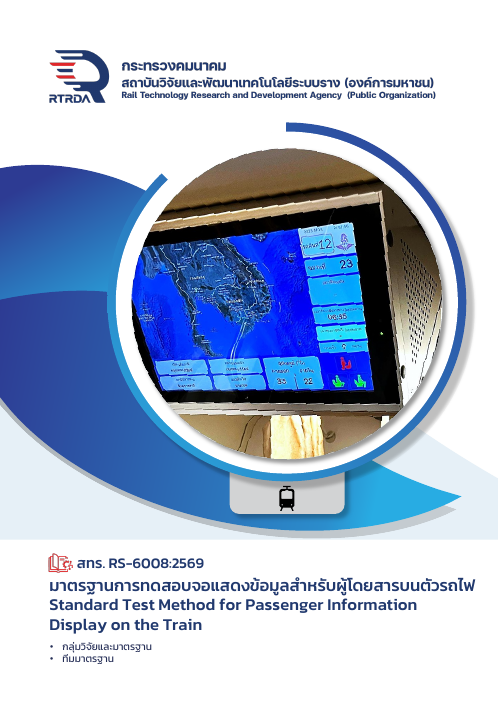 กระทรวงคมนาคม
สถาบันวิจัยและพัฒนาเทคโนโลยีระบบราง (องค์การมหาชน)
Rail Technology Research and Development Agency (Public Organization)
RTRDA
12
23
06:55
33 22
สทร. RS-6008:2569
มาตรฐานการทดสอบจอแสดงข้อมูลสำหรับผู้โดยสารบนตัวรถไฟ
Standard Test Method for Passenger Information
Display on the Train
• กลุ่มวิจัยและมาตรฐาน
• ทีมมาตรฐาน